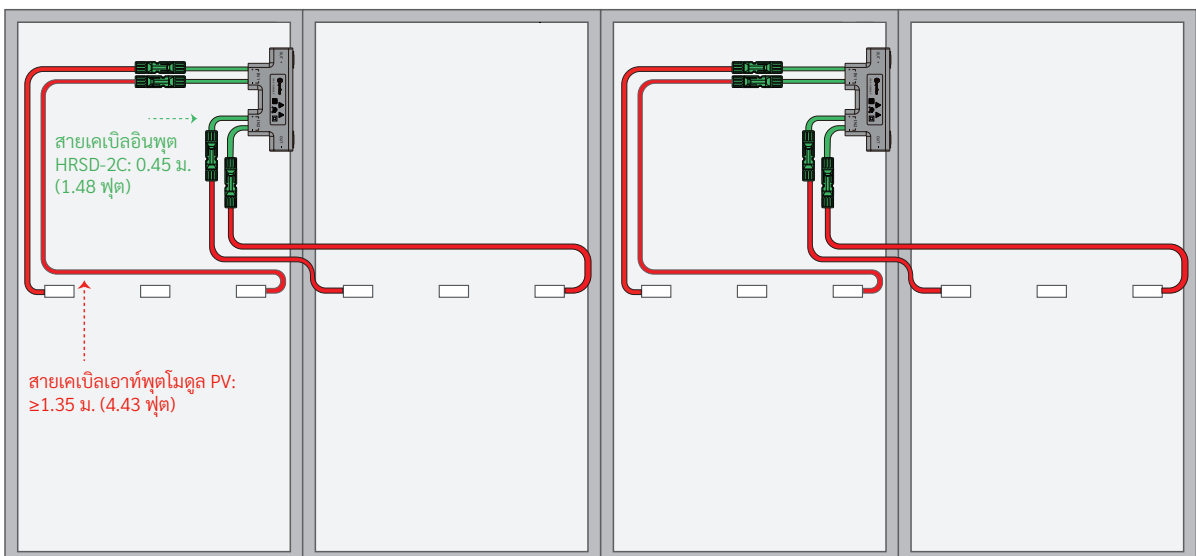 สายเคเบิลอินพุต
HRSD-2C: 0.45 ม.
(1.48 ฟุต)
สายเคเบิลเอาท์พุตโมดูล PV:
≥1.35 ม. (4.43 ฟุต)